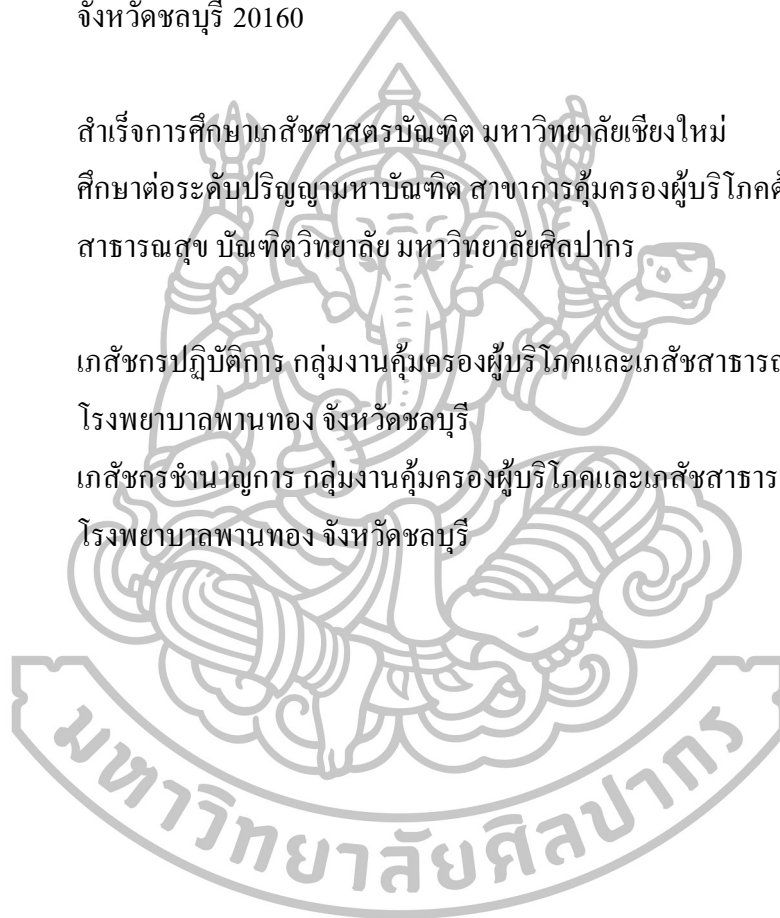 จังหวัดชลบุรี 20160
สำเร็จการศึกษาเภสัชศาสตรบัณฑิต มหาวิทยาลัยเชียงใหม่
ศึกษาต่อระดับปริญญามหาบัณฑิต สาขาการคุ้มครองผู้บริโภค
สาธารณสุข บัณฑิตวิทยาลัย มหาวิทยาลัยศิลปากร
เภสัชกรปฏิบัติการ กลุ่มงานคุ้มครองผู้บริโภคและเภสัชสาธารณ
โรงพยาบาลพานทอง จังหวัดชลบุรี
เภสัชกรชำนาญการ กลุ่มงานคุ้มครองผู้บริโภคและเภสัชสาธาร
โรงพยาบาลพานทอง จังหวัดชลบุรี
มหาวิทยาลัยศิลปากร